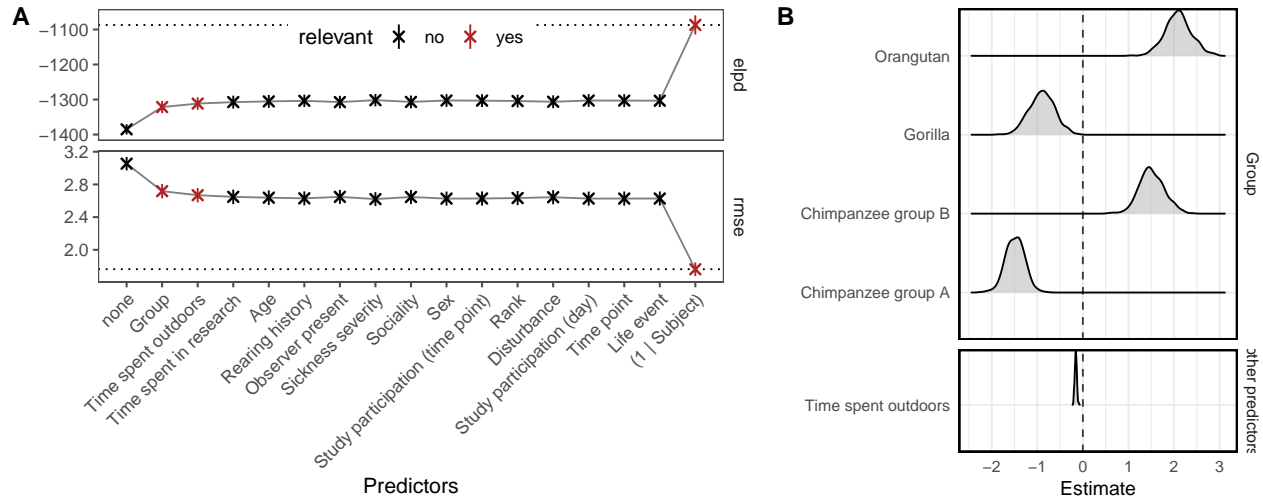 A
relevant no yes
−1100
−1200
−1300
−1400
elpd
3.2
2.8
2.4
2.0
rmse
none
Group
Time spent outdoors
Time spent in research
Age
Rearing history
Observer present
Sickness severity
Sociality
Sex
Study participation (time point)
Rank
Disturbance
Study participation (day)
Time point
Life event
(1 | Subject)
Predictors
B
Orangutan
Gorilla
Chimpanzee group B
Chimpanzee group A
Group
Time spent outdoors
other predictors
−2 −1 0 1 2 3
Estimate